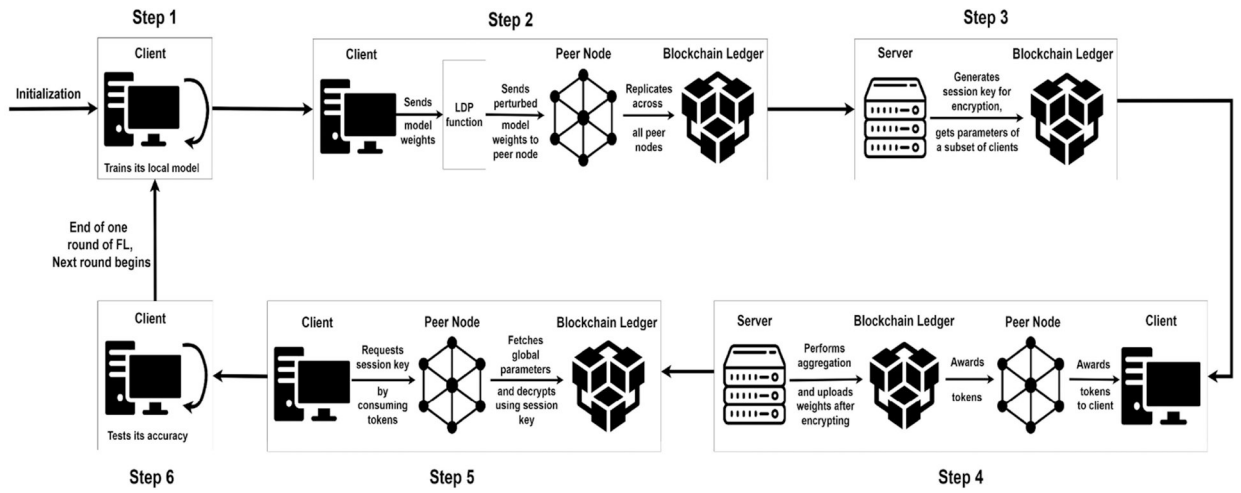 Step 1
Step 2
Step 3
Initialization
Client
Trains its local model
Client
Sends
model
weights
LDP
function
Sends
perturbed
model
weights to
peer node
Peer Node
Replicates
across
all peer
nodes
Blockchain Ledger
Server
Generates
session key for
encryption,
gets parameters of
a subset of clients
Blockchain Ledger
End of one
round of FL,
Next round begins
Client
Tests its accuracy
Client
Requests
session key
by
consuming
tokens
Peer Node
Fetches
global
parameters
and decrypts
using session
key
Blockchain Ledger
Server
Performs
aggregation
and uploads
weights after
encrypting
Blockchain Ledger
Awards
tokens
Peer Node
Awards
tokens
to client
Client
Step 6
Step 5
Step 4